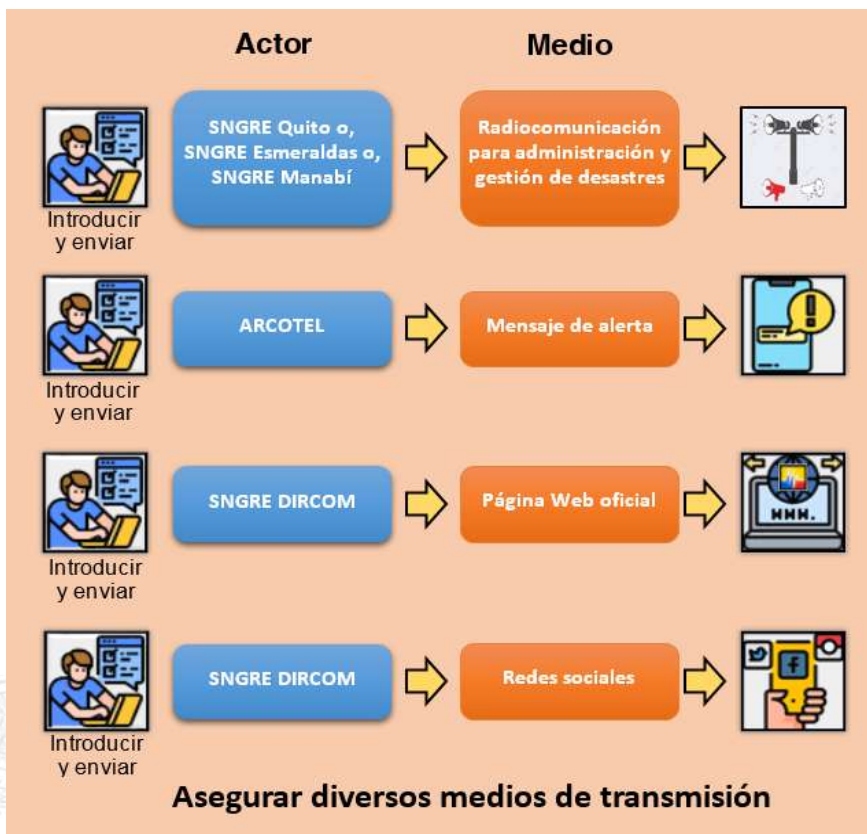 Actor
Medio
SNGRE Quito o,
SNGRE Esmeraldas o,
SNGRE Manabí
Radiocomunicación
para administración y
gestión de desastres
Introducir
y enviar
ARCOTEL
Mensaje de alerta
!
Introducir
y enviar
SNGRE DIRCOM
Página Web oficial
WWW.
Introducir
y enviar
SNGRE DIRCOM
Redes sociales
f
Introducir
y enviar
Asegurar diversos medios de transmisión